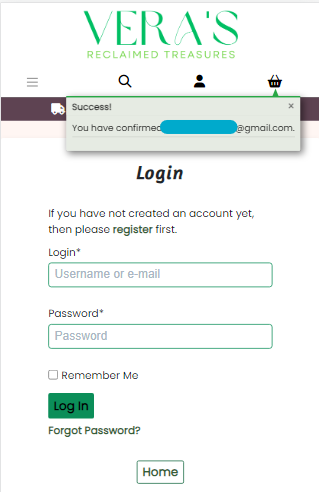 VERA'S
RECLAIMED TREASURES
Success!
×
You have confirmed @gmail.com.
Login
If you have not created an account yet,
then please register first.
Login*
Username or e-mail
Password*
Password
Remember Me
Log In
Forgot Password?
Home